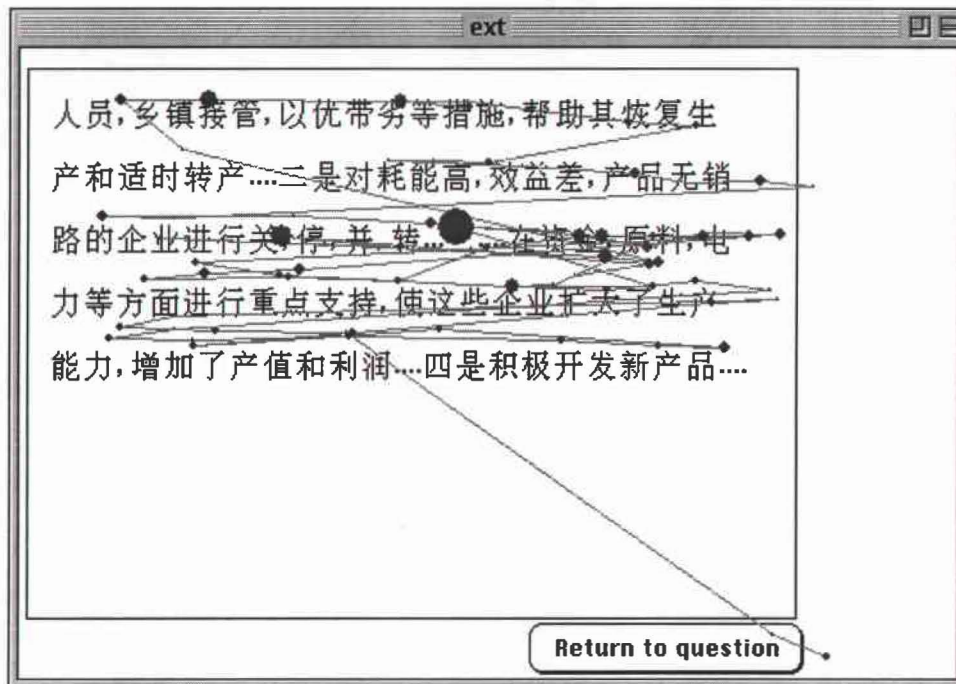 ext
人员,乡镇接管,以优带劣等措施,帮助其恢复生
产和适时转产....二是对耗能高,效益差,产品无销
路的企业进行关,停,并,转.... ....在资金,原料,电
力等方面进行重点支持,使这些企业扩大了生产
能力,增加了产值和利润....四是积极开发新产品....
Return to question